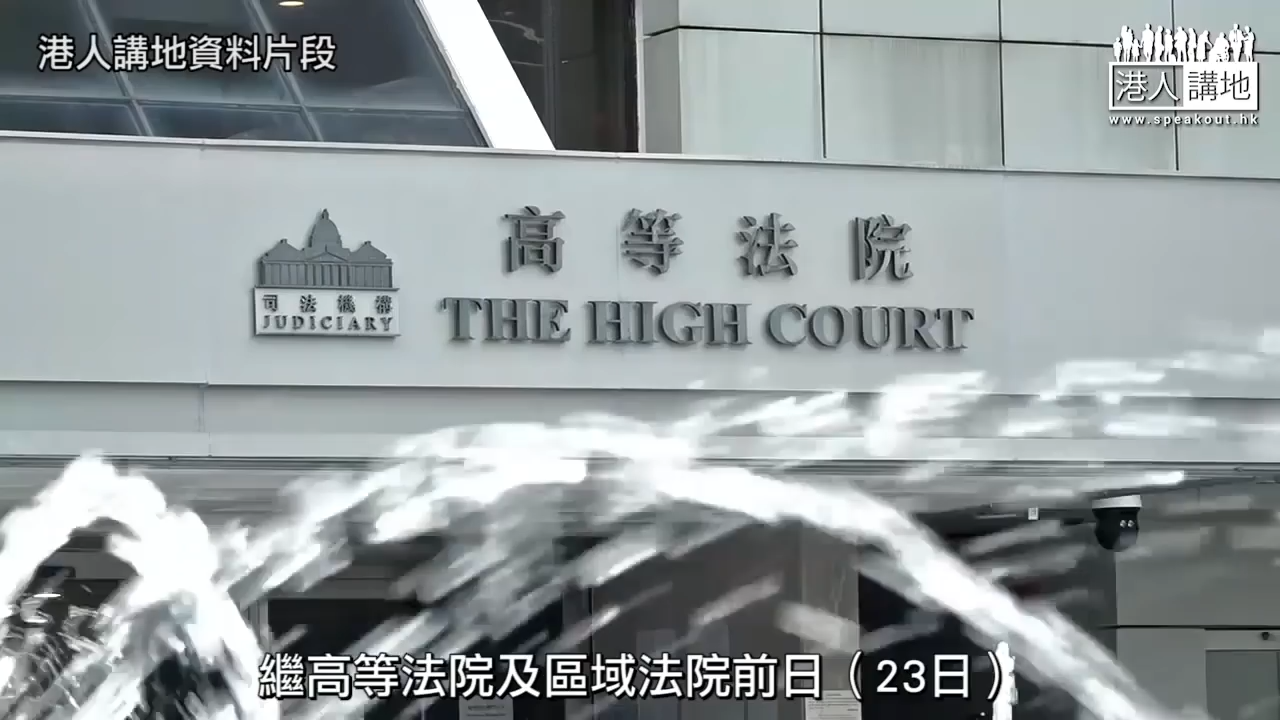 港人講地資料片段
港人講地
www.speakout.hk
高等法院
司法機構
JUDICIARY
THE HIGH COURT
繼高等法院及區域法院前日（23日）